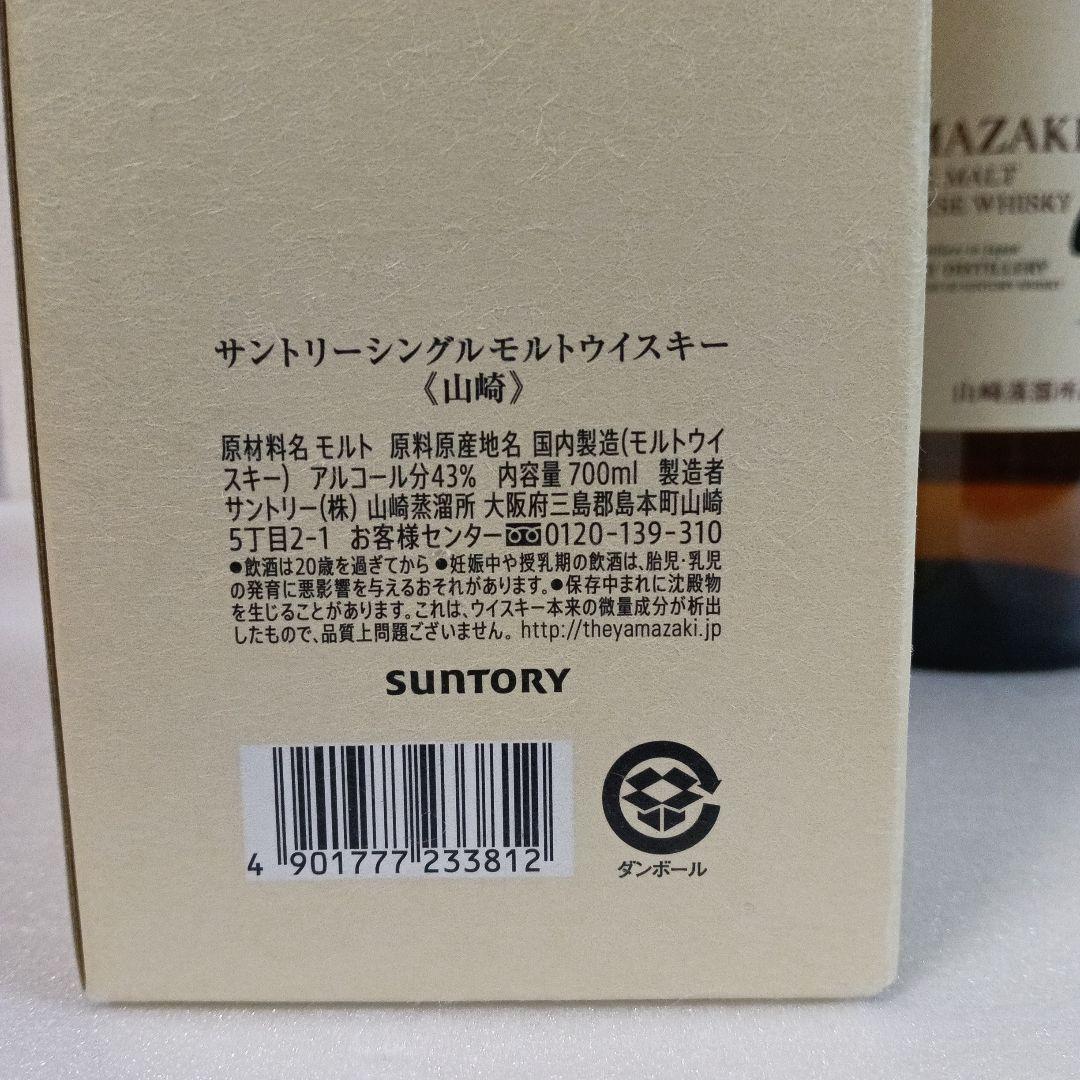 サントリーシングルモルトウイスキー
《山崎》
原材料名 モルト 原料原産地名 国内製造(モルトウイ
スキー) アルコール分43% 内容量 700ml 製造者
サントリー(株) 山崎蒸溜所 大阪府三島郡島本町山崎
5丁目2-1 お客様センター 0120-139-310
●飲酒は20歳を過ぎてから ●妊娠中や授乳期の飲酒は、胎児・乳児
の発育に悪影響を与えるおそれがあります。●保存中まれに沈殿物
を生じることがあります。これは、ウイスキー本来の微量成分が析出
したもので、品質上問題ございません。 http://theyamazaki.jp
SUNTORY
4 901777 233812
ダンボール
MAZAKI
MALT
SE WHISKY
DISTILLERY
山崎蒸溜所